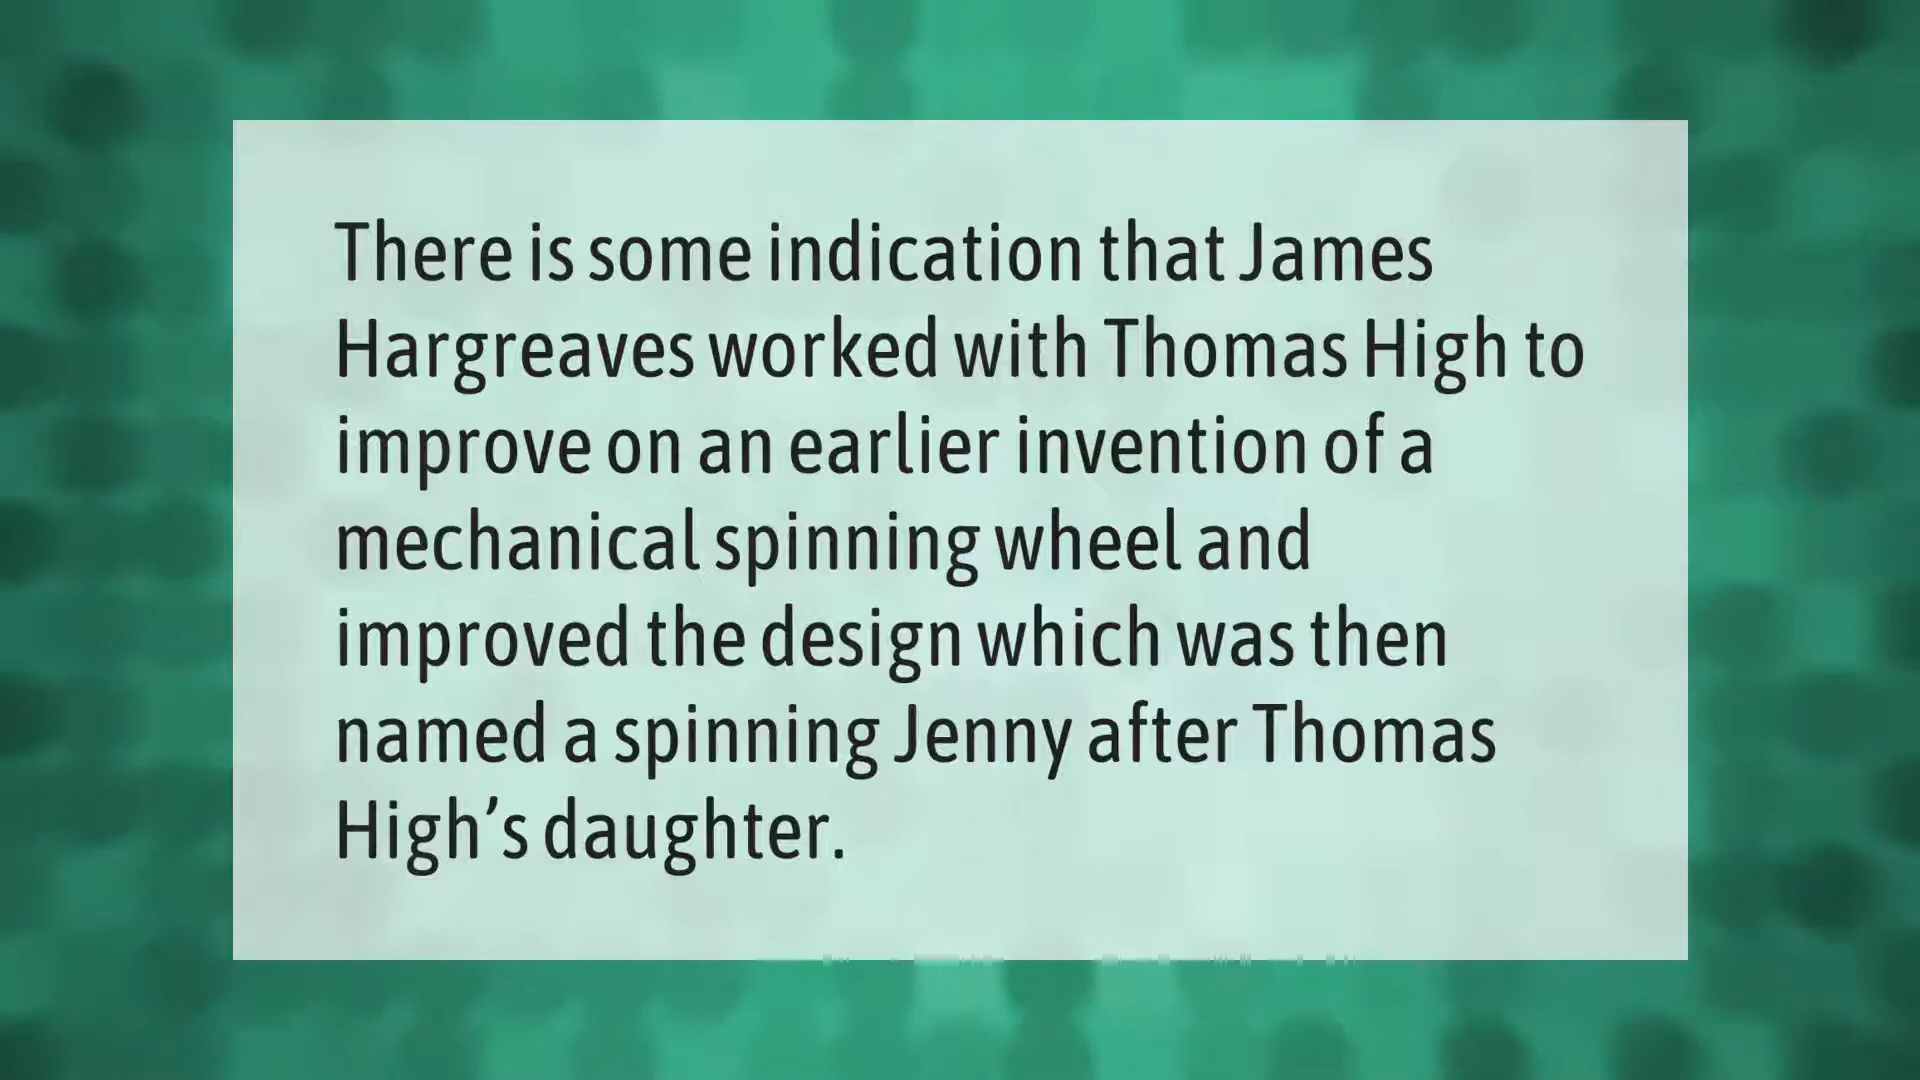 There is some indication that James
Hargreaves worked with Thomas High to
improve on an earlier invention of a
mechanical spinning wheel and
improved the design which was then
named a spinning Jenny after Thomas
High’s daughter.